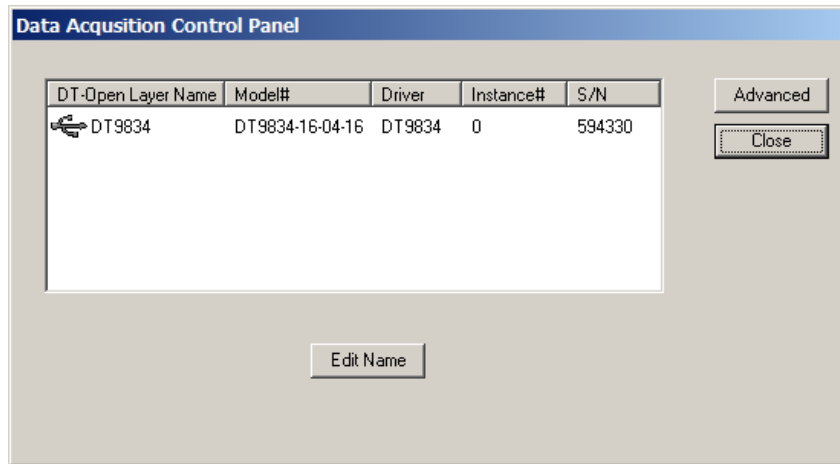 Data Acqusition Control Panel
DT-Open Layer Name Model# Driver Instance# S/N
DT9834 DT9834-16-04-16 DT9834 0 594330
Advanced
Close
Edit Name